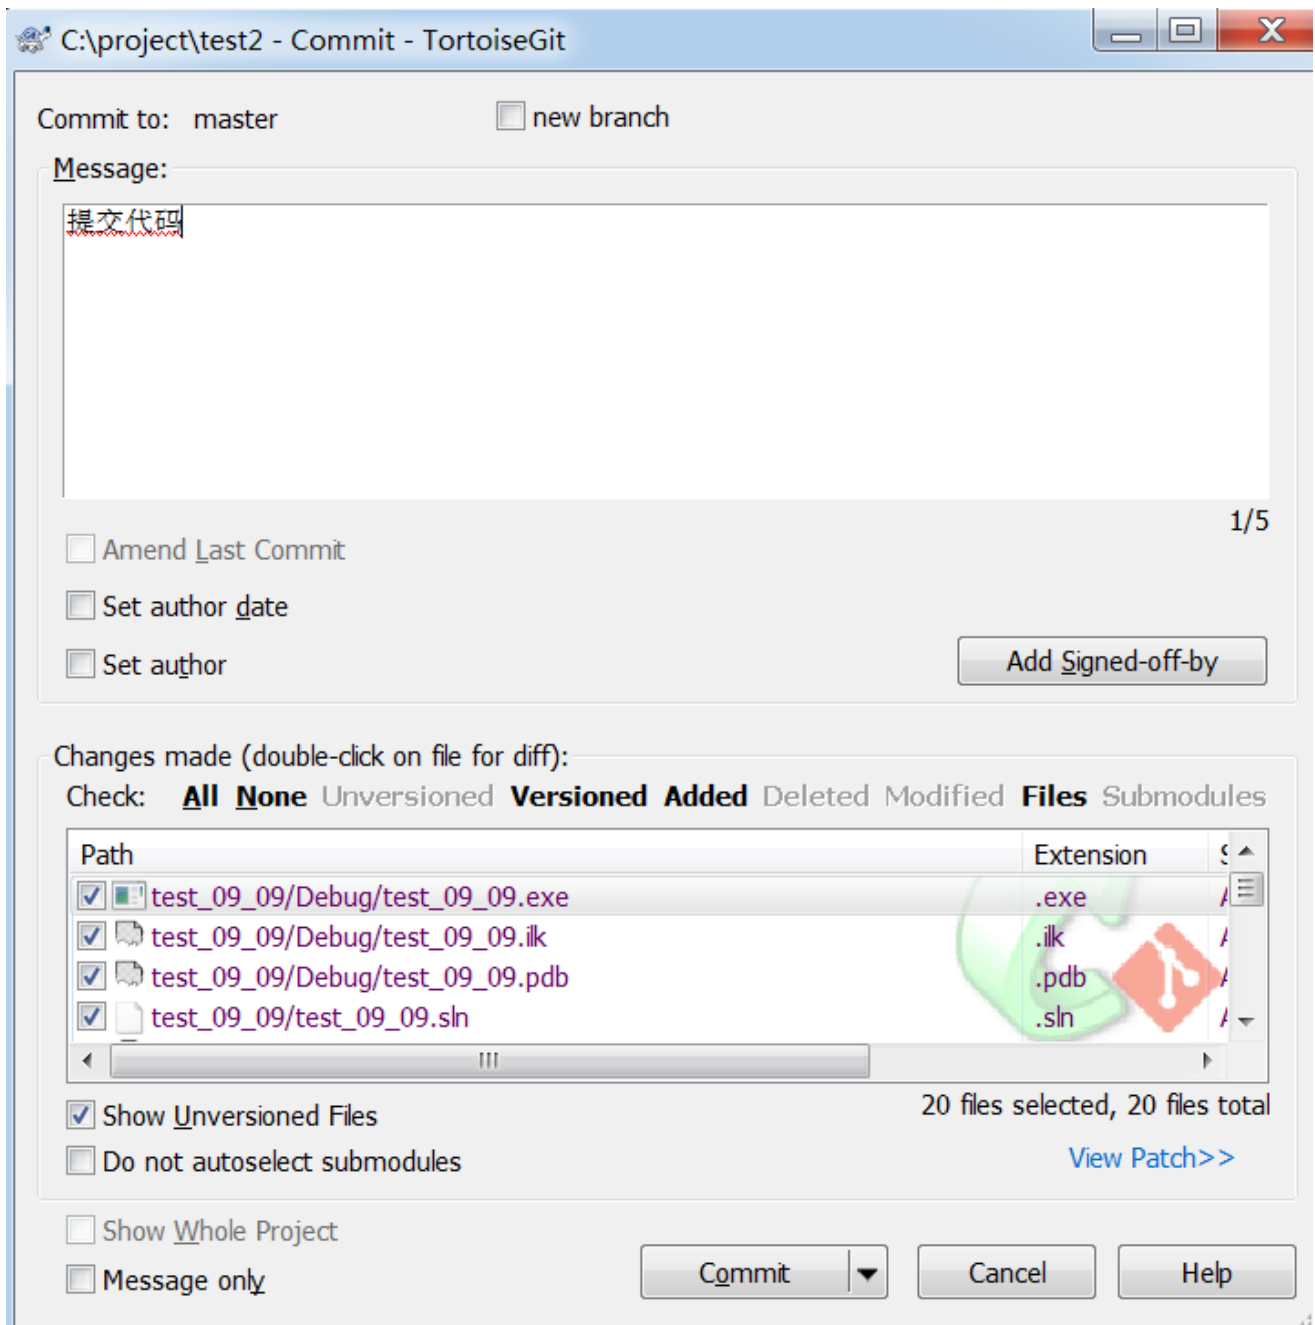 C:\project\test2 - Commit - TortoiseGit
Commit to: master new branch
Message:
提交代码
1/5
Amend Last Commit
Set author date
Set author Add Signed-off-by
Changes made (double-click on file for diff):
Check: All None Unversioned Versioned Added Deleted Modified Files Submodules
Path Extension
test_09_09/Debug/test_09_09.exe .exe
test_09_09/Debug/test_09_09.ilk .ilk
test_09_09/Debug/test_09_09.pdb .pdb
test_09_09/test_09_09.sln .sln
Show Unversioned Files 20 files selected, 20 files total
Do not autoselect submodules View Patch>>
Show Whole Project
Message only Commit Cancel Help